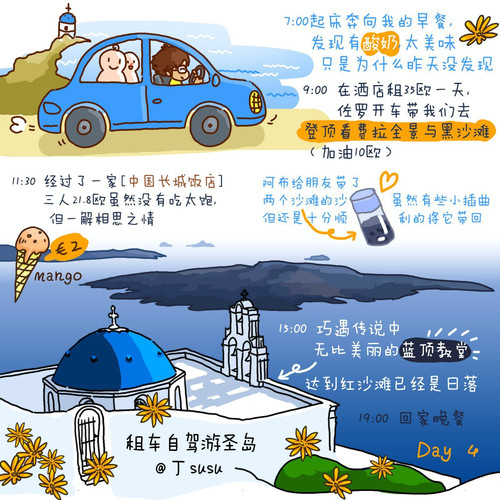 7:00起床奔向我的早餐,
发现有酸奶,太美味
只是为什么昨天没发现
9:00 在酒店租35欧一天,
佐罗开车带我们去
登顶看费拉全景与黑沙滩
(加油10欧)
11:30 经过了一家[中国长城饭店]
三人21.8欧虽然没有吃太饱,
但一解相思之情
阿布给朋友带了
两个沙滩的沙
但还是十分顺
虽然有些小插曲
利的将它带回
€2
mango
15:00 巧遇传说中
无比美丽的蓝顶教堂
达到红沙滩已经是日落
19:00 回家晚餐
租车自驾游圣岛
@丁susu
Day 4